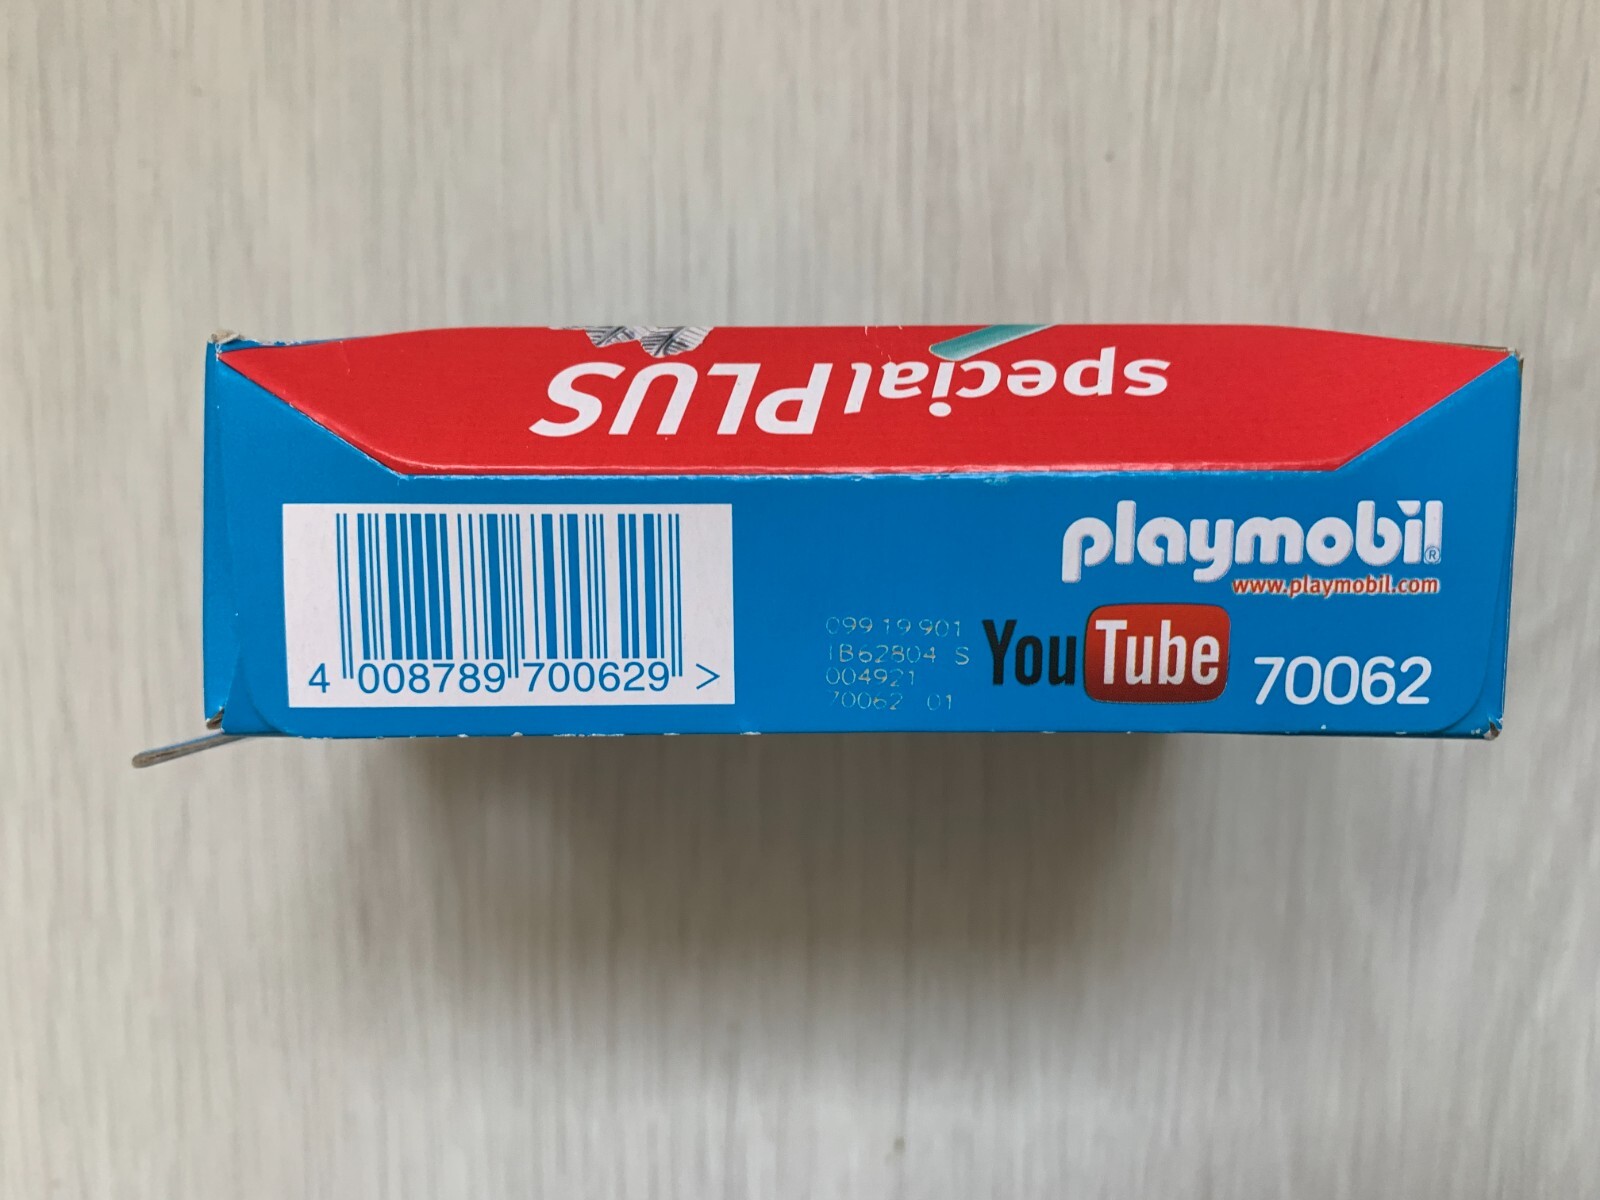 specialPLUS
playmobil®
www.playmobil.com
4 008789 700629 >
099 19 901
1B62804 S
004921
70062 01
YouTube
70062